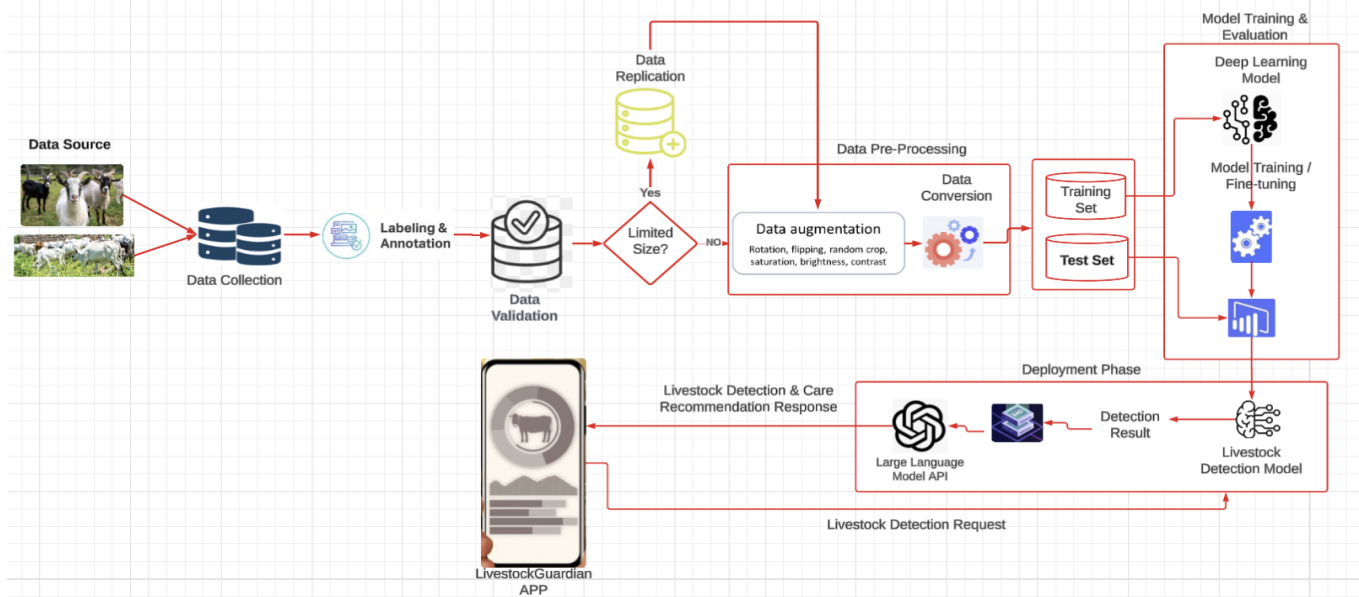 Model Training &
Evaluation
Deep Learning
Model
Data
Replication
Data Source
Data Pre-Processing
Data
Conversion
Model Training /
Fine-tuning
Yes
Training
Set
Labeling &
Annotation
Limited
Size?
NO
Data augmentation
Rotation, flipping, random crop,
saturation, brightness, contrast
Test Set
Data Collection
Data
Validation
Deployment Phase
Livestock Detection & Care
Recommendation Response
Detection
Result
Livestock
Detection Model
Large Language
Model API
Livestock Detection Request
LivestockGuardian
APP